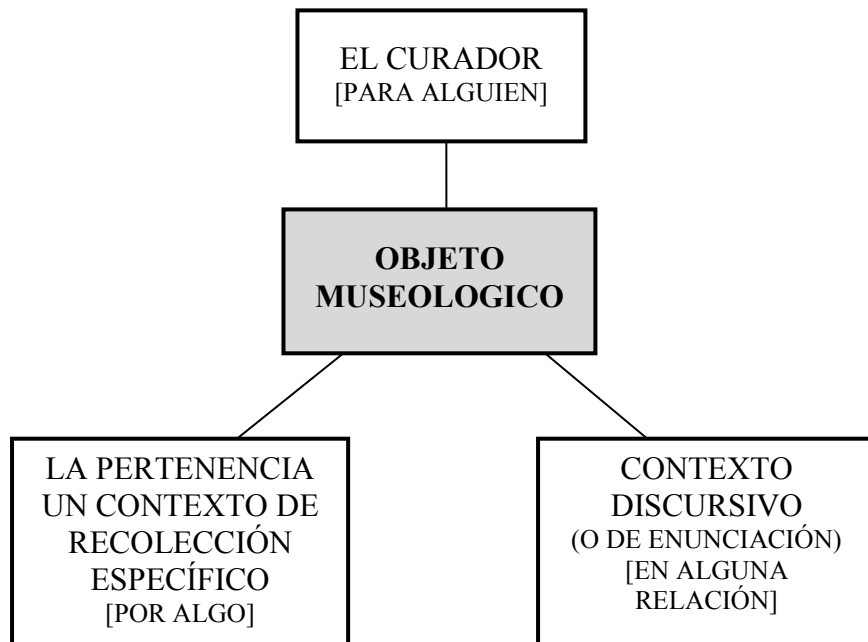 EL CURADOR
[PARA ALGUIEN]
OBJETO
MUSEOLOGICO
LA PERTENENCIA
UN CONTEXTO DE
RECOLECCIÓN
ESPECÍFICO
[POR ALGO]
CONTEXTO
DISCURSIVO
(O DE ENUNCIACIÓN)
[EN ALGUNA
RELACIÓN]